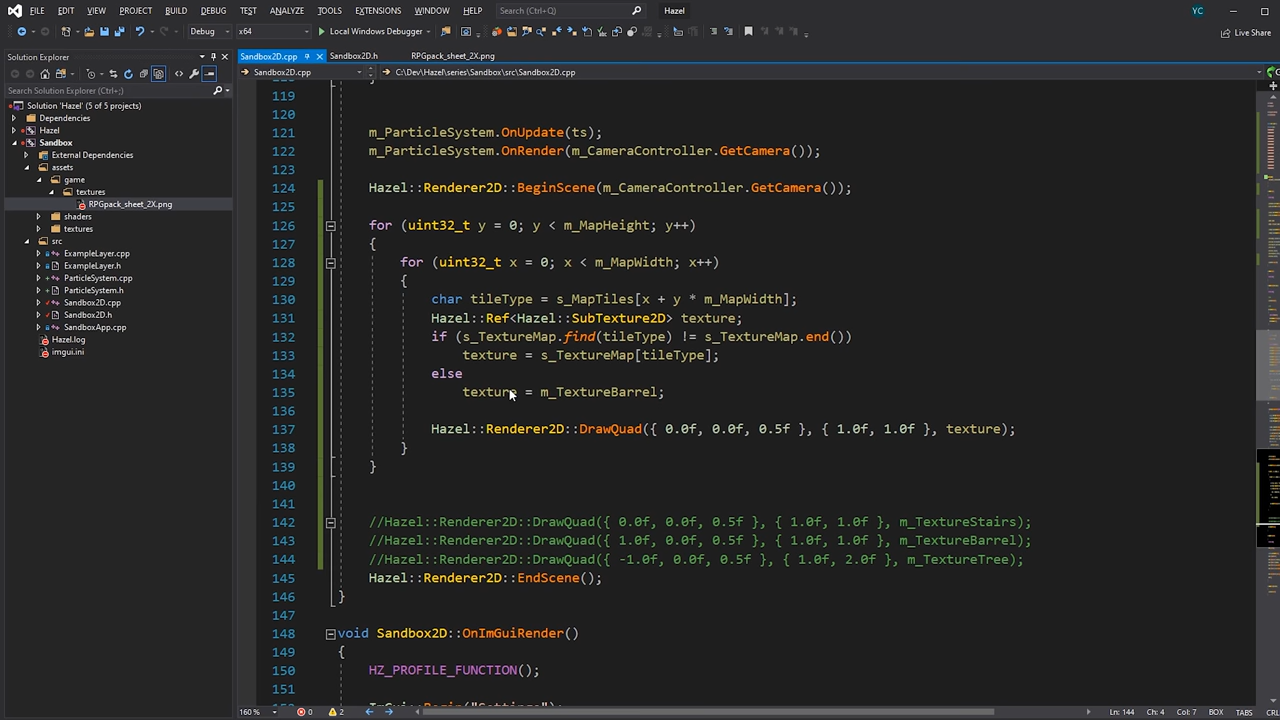 FILE EDIT VIEW PROJECT BUILD DEBUG TEST ANALYZE TOOLS EXTENSIONS WINDOW HELP Search (Ctrl+Q) Hazel YC
Debug x64 Local Windows Debugger Live Share
Solution Explorer
Search Solution Explorer (Ctrl+;)
Solution 'Hazel' (5 of 5 projects)
Dependencies
Hazel
Sandbox
External Dependencies
assets
game
textures
RPGpack_sheet_2X.png
shaders
textures
src
ExampleLayer.cpp
ExampleLayer.h
ParticleSystem.cpp
ParticleSystem.h
Sandbox2D.cpp
Sandbox2D.h
SandboxApp.cpp
Hazel.log
imgui.ini
Sandbox2D.cpp Sandbox2D.h RPGpack_sheet_2X.png
Sandbox2D.cpp C:\Dev\Hazel\series\Sandbox\src\Sandbox2D.cpp
119
120
121 m_ParticleSystem.OnUpdate(ts);
122 m_ParticleSystem.OnRender(m_CameraController.GetCamera());
123
124 Hazel::Renderer2D::BeginScene(m_CameraController.GetCamera());
125
126 for (uint32_t y = 0; y < m_MapHeight; y++)
127 {
128 for (uint32_t x = 0; x < m_MapWidth; x++)
129 {
130 char tileType = s_MapTiles[x + y * m_MapWidth];
131 Hazel::Ref<Hazel::SubTexture2D> texture;
132 if (s_TextureMap.find(tileType) != s_TextureMap.end())
133 texture = s_TextureMap[tileType];
134 else
135 texture = m_TextureBarrel;
136
137 Hazel::Renderer2D::DrawQuad({ 0.0f, 0.0f, 0.5f }, { 1.0f, 1.0f }, texture);
138 }
139 }
140
141
142 //Hazel::Renderer2D::DrawQuad({ 0.0f, 0.0f, 0.5f }, { 1.0f, 1.0f }, m_TextureStairs);
143 //Hazel::Renderer2D::DrawQuad({ 1.0f, 0.0f, 0.5f }, { 1.0f, 1.0f }, m_TextureBarrel);
144 //Hazel::Renderer2D::DrawQuad({ -1.0f, 0.0f, 0.5f }, { 1.0f, 2.0f }, m_TextureTree);
145 Hazel::Renderer2D::EndScene();
146 }
147
148 void Sandbox2D::OnImGuiRender()
149 {
150 HZ_PROFILE_FUNCTION();
151
160 % 0 2 Ln: 144 Ch: 4 Col: 7 BOX TABS